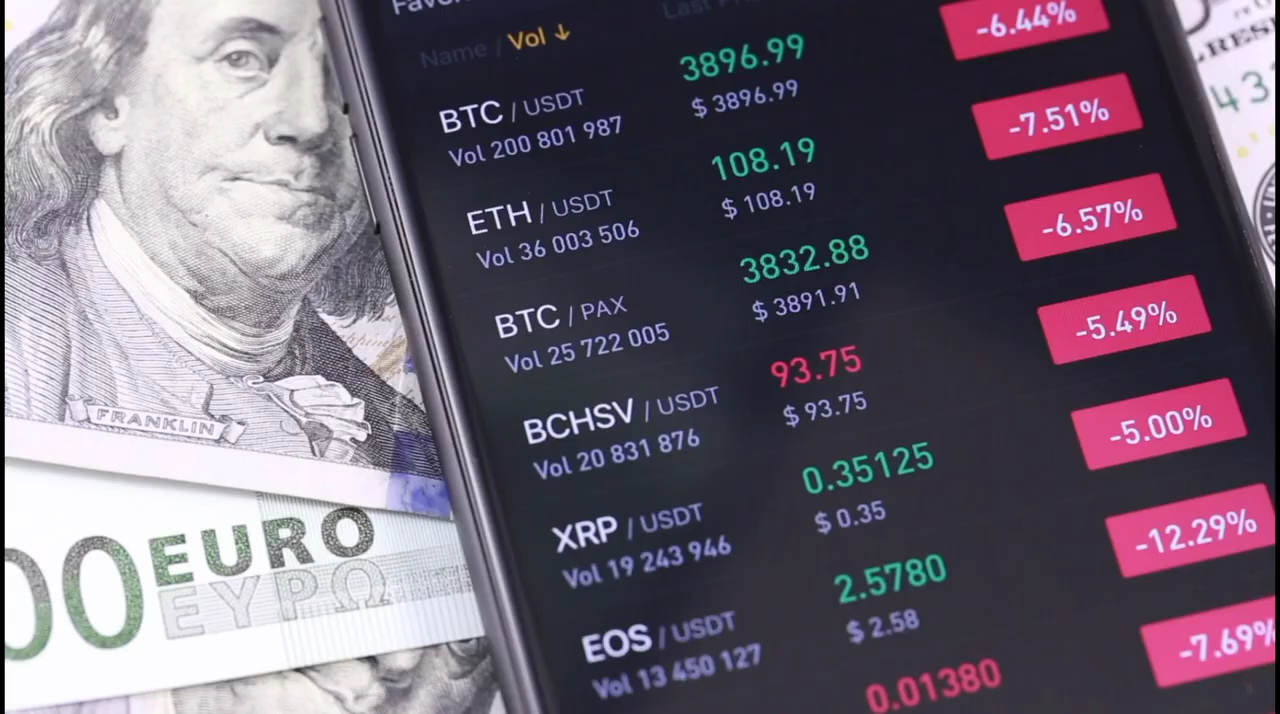 Favor
Name / Vol ↓
Last Pri
BTC / USDT
3896.99
-6.44%
Vol 200 801 987
$ 3896.99
ETH / USDT
108.19
-7.51%
Vol 36 003 506
$ 108.19
BTC / PAX
3832.88
-6.57%
Vol 25 722 005
$ 3891.91
BCHSV / USDT
93.75
-5.49%
Vol 20 831 876
$ 93.75
XRP / USDT
0.35125
-5.00%
Vol 19 243 946
$ 0.35
EOS / USDT
2.5780
-12.29%
Vol 13 450 127
$ 2.58
0.01380
-7.69%
FRANKLIN
00 EURO
ΕΥΡΩ